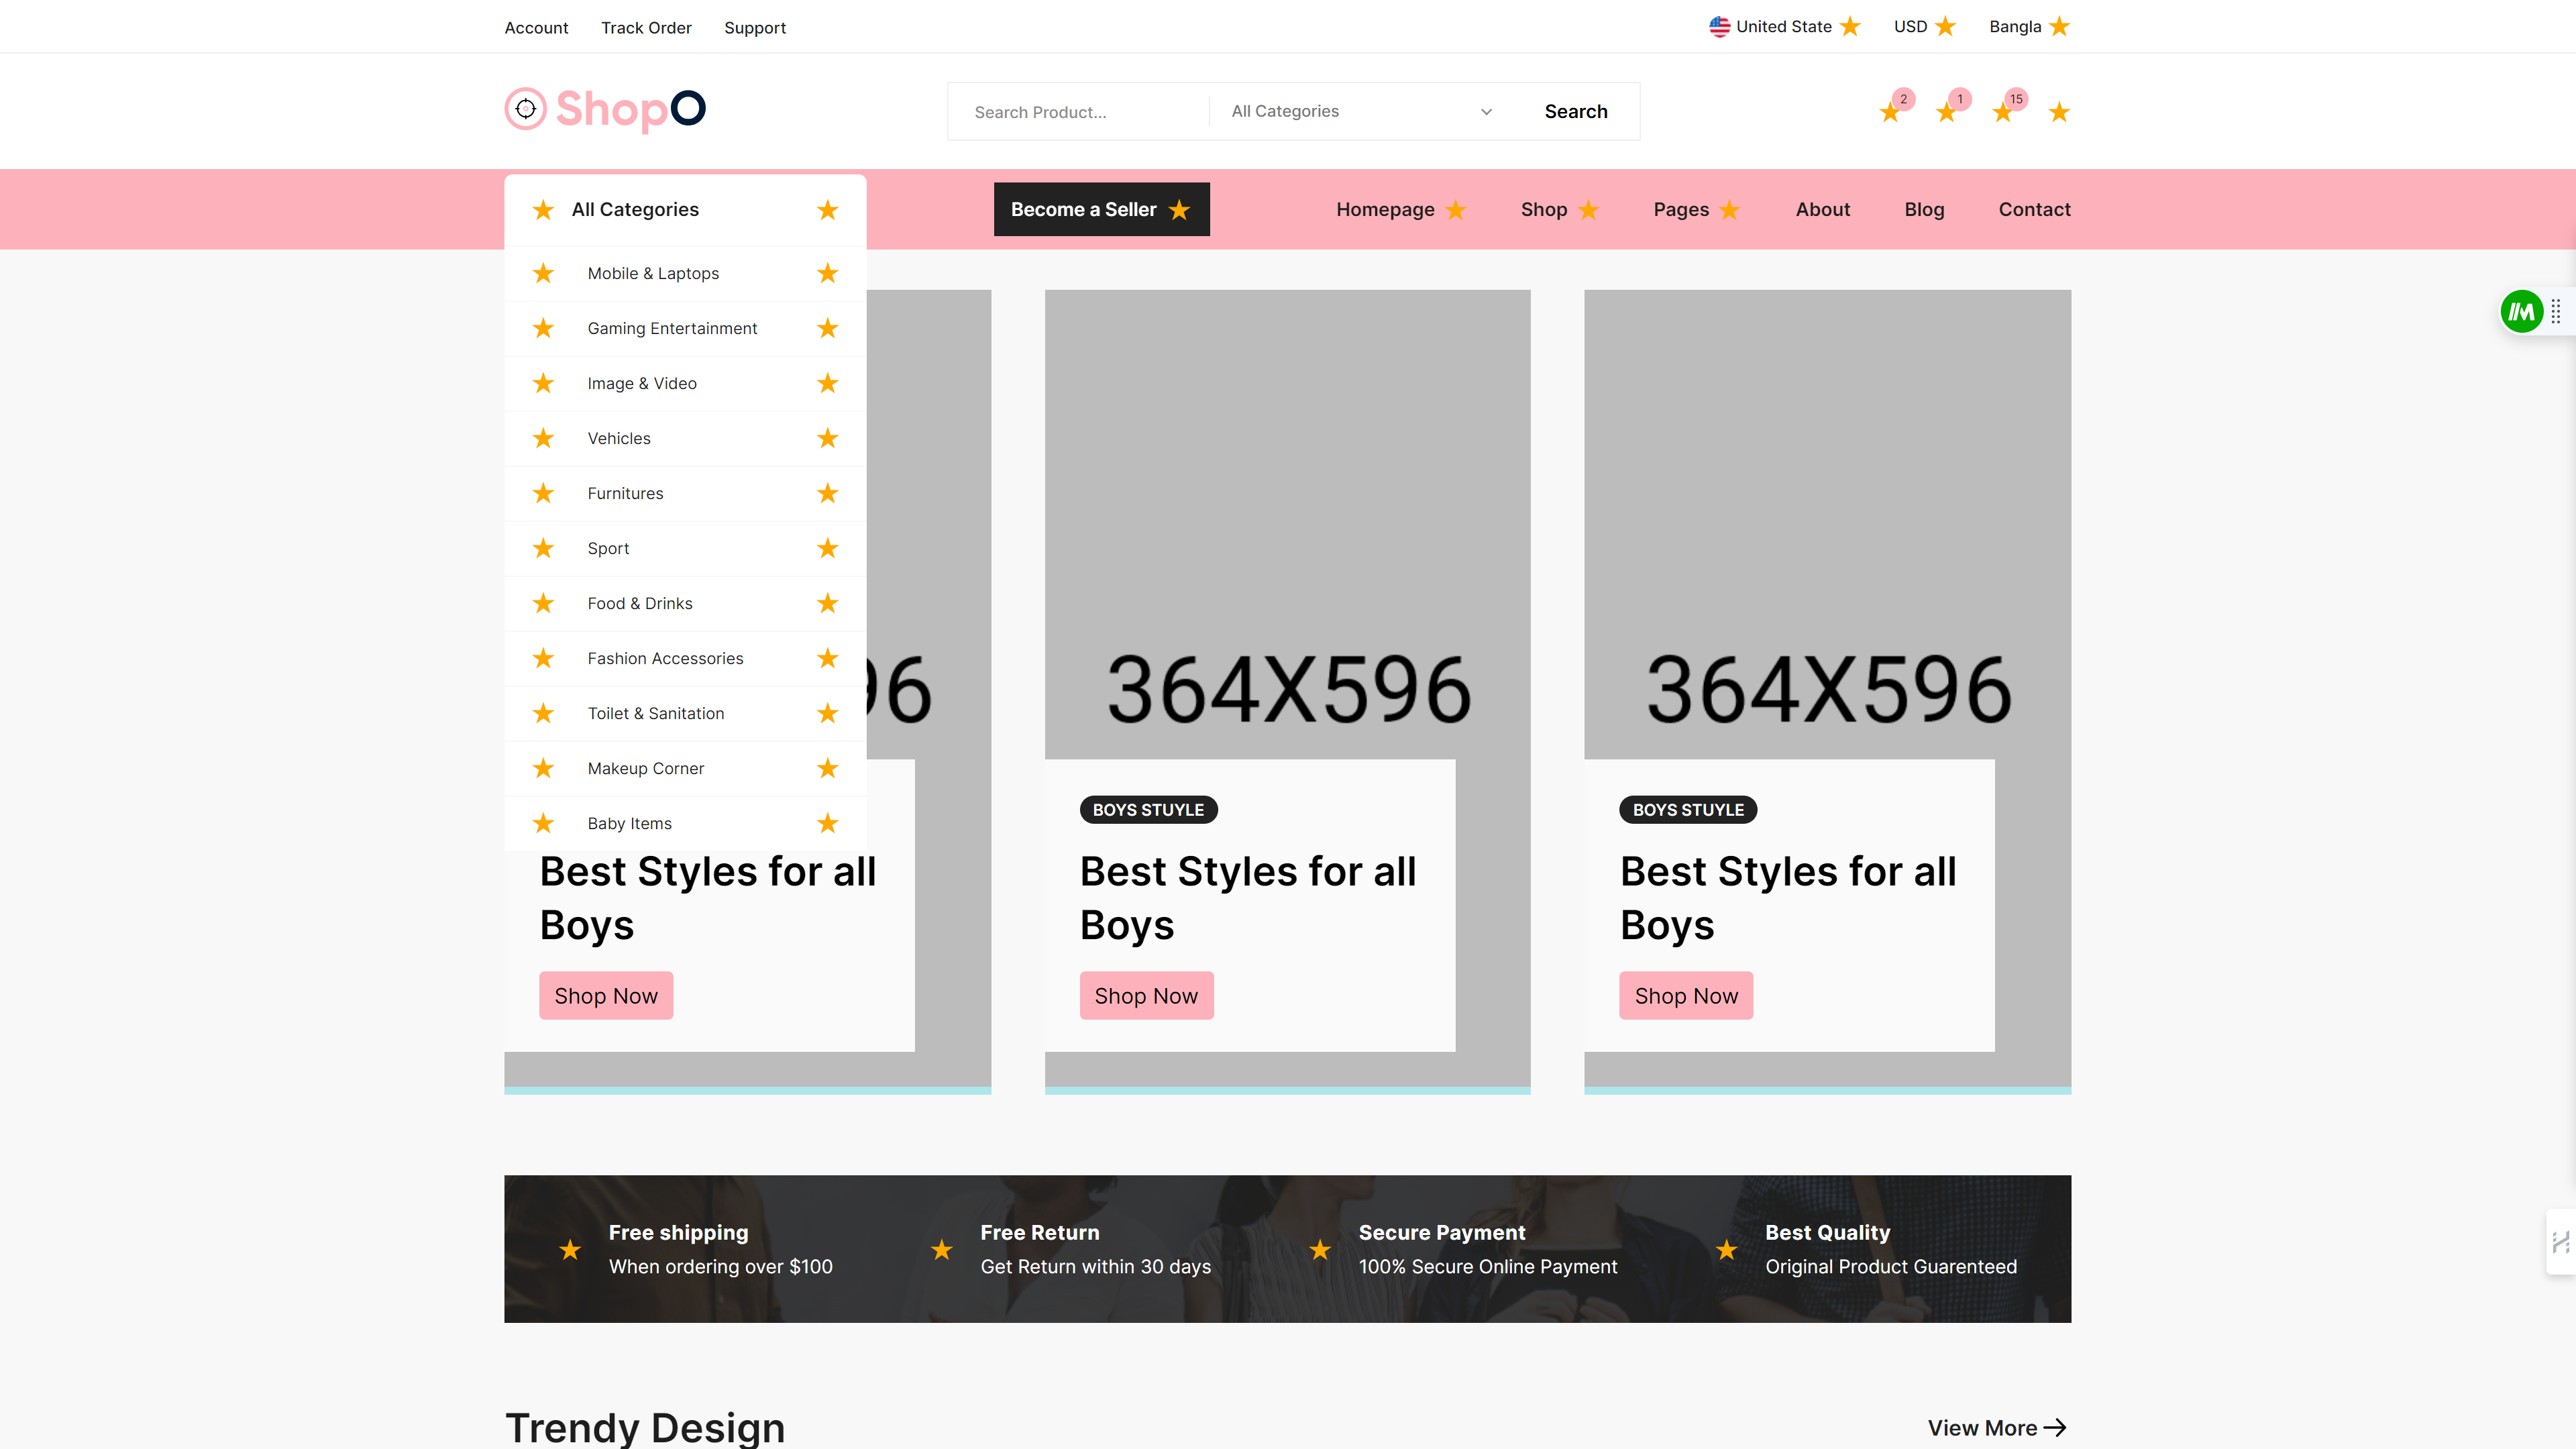 Account Track Order Support United State USD Bangla
ShopO Search Product... All Categories Search 2 1 15
All Categories Become a Seller Homepage Shop Pages About Blog Contact
Mobile & Laptops
Gaming Entertainment
Image & Video
Vehicles
Furnitures
Sport
Food & Drinks
Fashion Accessories
Toilet & Sanitation
Makeup Corner
Baby Items
96 364X596 364X596
BOYS STUYLE BOYS STUYLE
Best Styles for all
Boys
Shop Now
Best Styles for all
Boys
Shop Now
Best Styles for all
Boys
Shop Now
Free shipping
When ordering over $100
Free Return
Get Return within 30 days
Secure Payment
100% Secure Online Payment
Best Quality
Original Product Guarenteed
Trendy Design View More